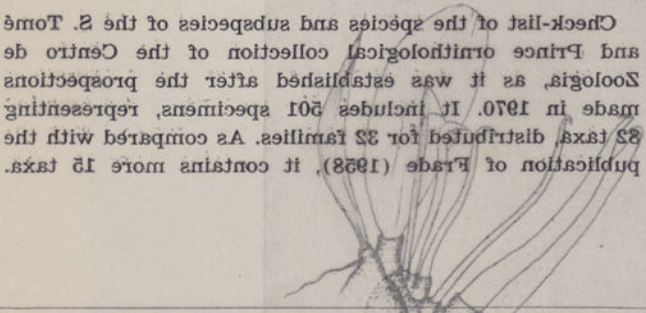 Check-list of the species and subspecies of the S. Tomé
and Prince ornithological collection of the Centro de
Zoologia, as it was established after the prospections
made in 1970. It includes 501 specimens, representing
82 taxa, distributed for 32 families. As compared with the
publication of Frade (1958), it contains more 15 taxa.